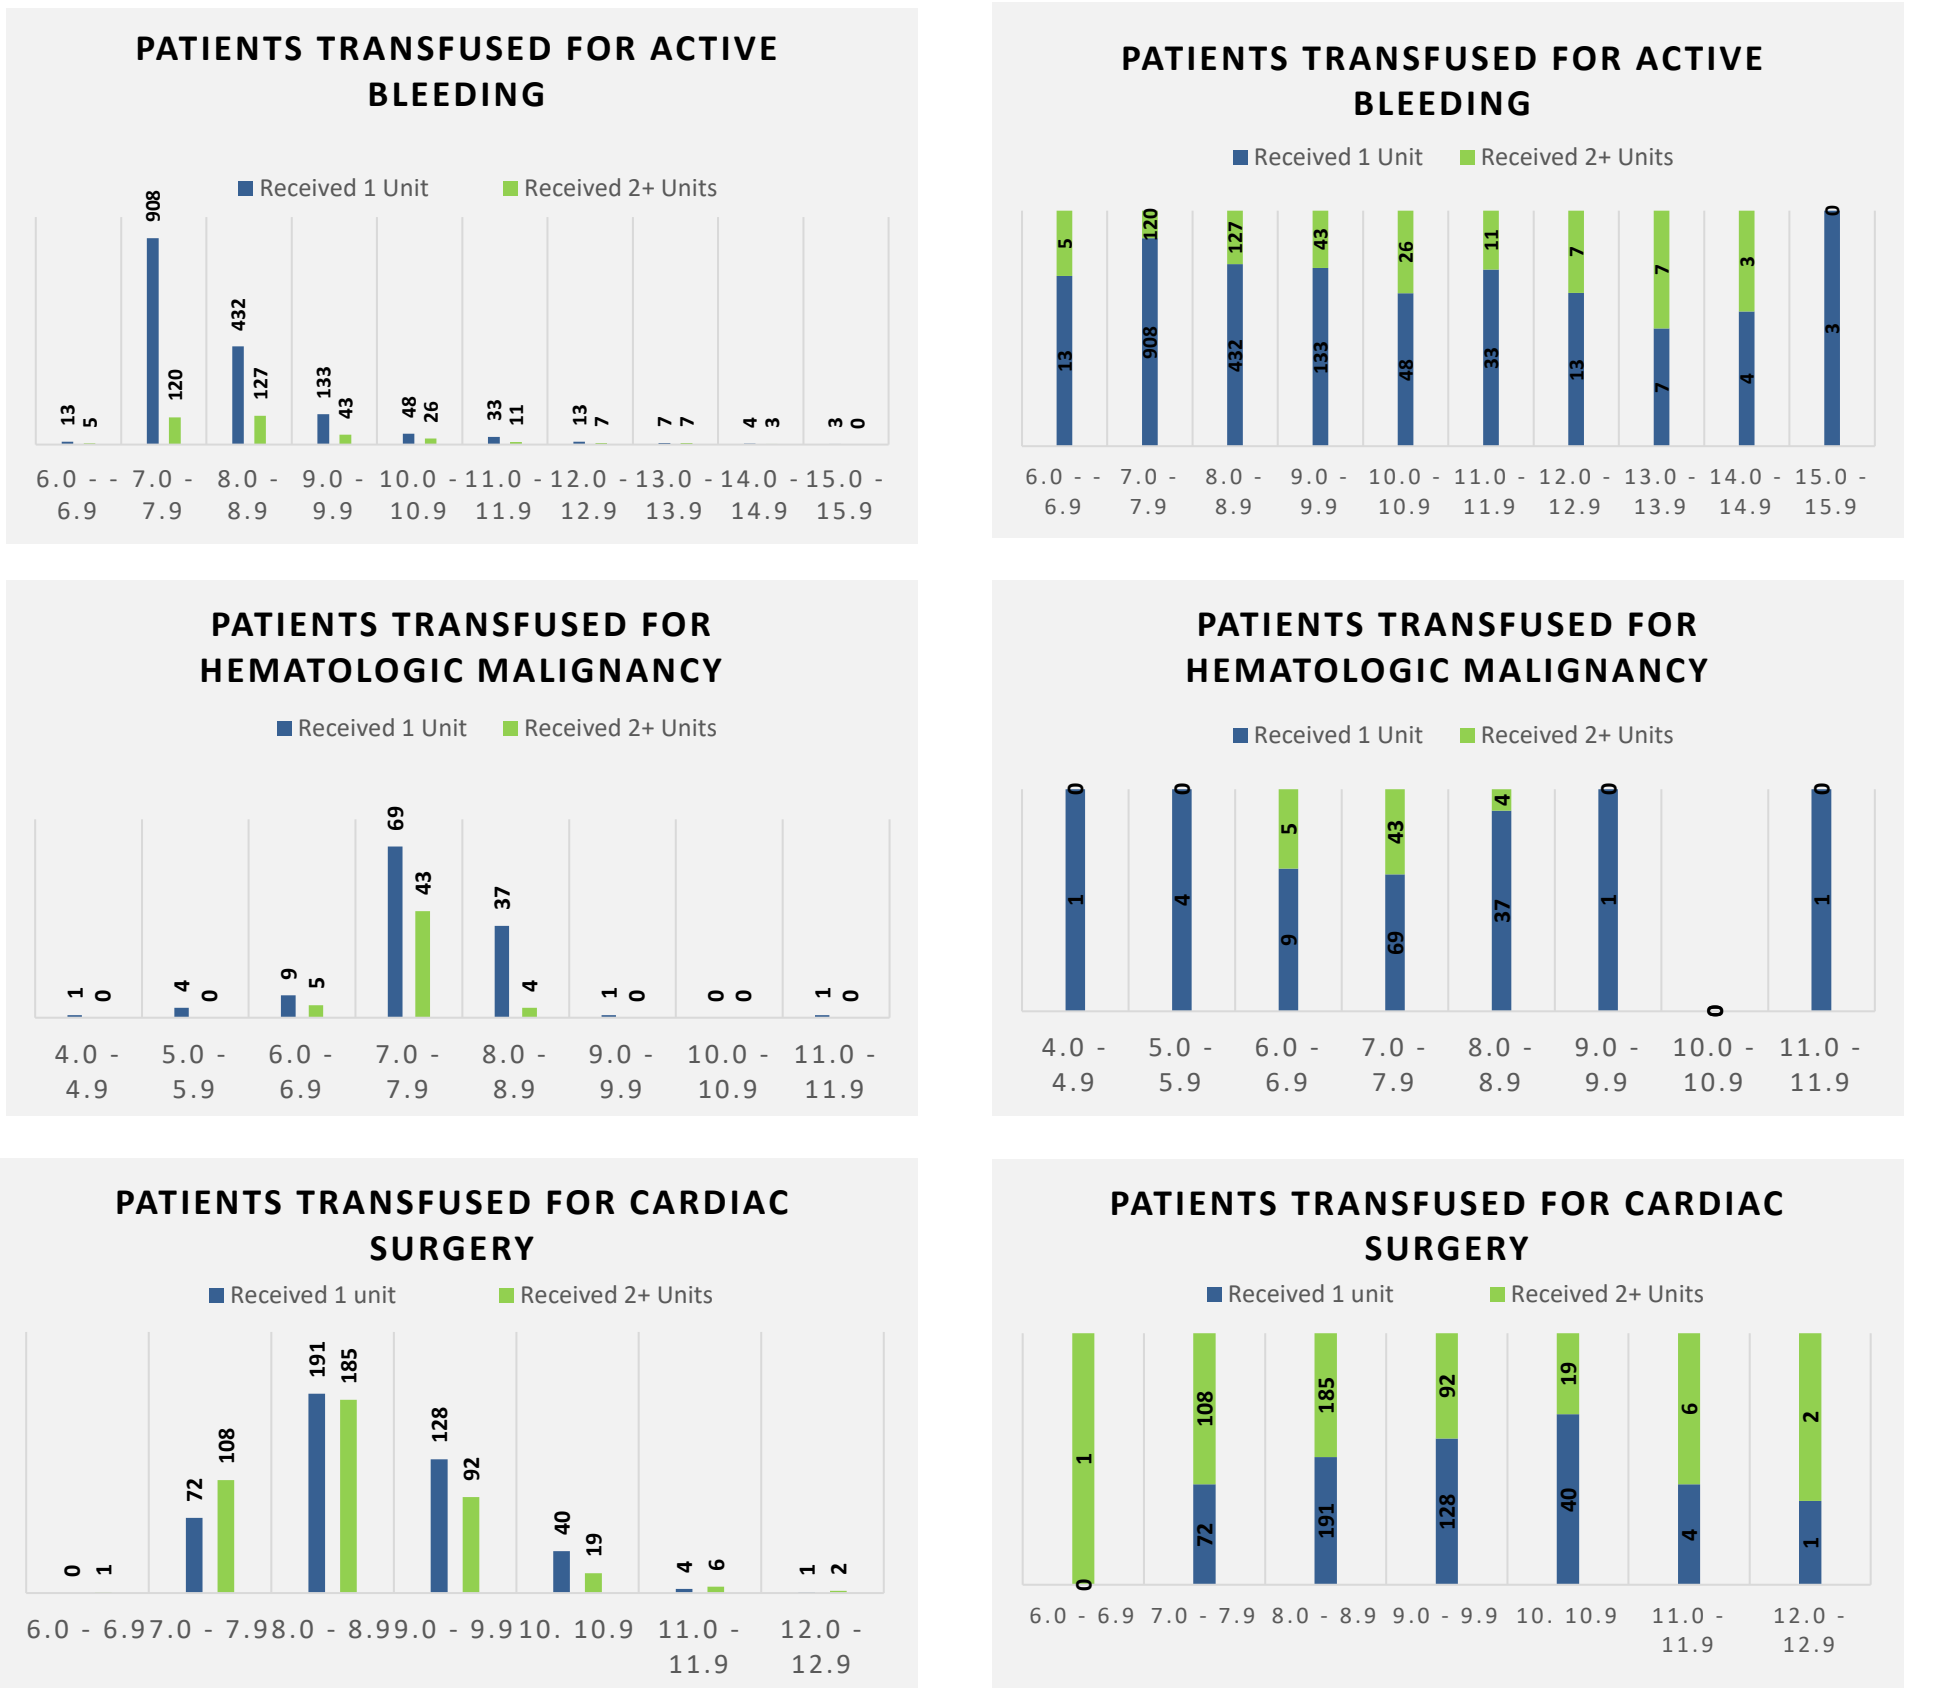 PATIENTS TRANSFUSED FOR ACTIVE
BLEEDING
Received 1 Unit Received 2+ Units
13 5 908 120 432 127 133 43 48 26 33 11 13 7 7 7 4 3 3 0
6.0 - - 7.0 - 8.0 - 9.0 - 10.0 - 11.0 - 12.0 - 13.0 - 14.0 - 15.0 -
6.9 7.9 8.9 9.9 10.9 11.9 12.9 13.9 14.9 15.9
PATIENTS TRANSFUSED FOR ACTIVE
BLEEDING
Received 1 Unit Received 2+ Units
5 120 127 43 26 11 7 7 3 0
13 908 432 133 48 33 13 7 4 3
6.0 - - 7.0 - 8.0 - 9.0 - 10.0 - 11.0 - 12.0 - 13.0 - 14.0 - 15.0 -
6.9 7.9 8.9 9.9 10.9 11.9 12.9 13.9 14.9 15.9
PATIENTS TRANSFUSED FOR
HEMATOLOGIC MALIGNANCY
Received 1 Unit Received 2+ Units
1 0 4 0 9 5 69 43 37 4 1 0 0 0 1 0
4.0 - 5.0 - 6.0 - 7.0 - 8.0 - 9.0 - 10.0 - 11.0 -
4.9 5.9 6.9 7.9 8.9 9.9 10.9 11.9
PATIENTS TRANSFUSED FOR
HEMATOLOGIC MALIGNANCY
Received 1 Unit Received 2+ Units
0 0 5 43 4 0 0 0
1 4 9 69 37 1 1
4.0 - 5.0 - 6.0 - 7.0 - 8.0 - 9.0 - 10.0 - 11.0 -
4.9 5.9 6.9 7.9 8.9 9.9 10.9 11.9
PATIENTS TRANSFUSED FOR CARDIAC
SURGERY
Received 1 unit Received 2+ Units
0 1 72 108 191 185 128 92 40 19 4 6 1 2
6.0 - 6.9 7.0 - 7.9 8.0 - 8.9 9.0 - 9.9 10. 10.9 11.0 - 12.0 -
11.9 12.9
PATIENTS TRANSFUSED FOR CARDIAC
SURGERY
Received 1 unit Received 2+ Units
1 108 185 92 19 6 2
0 72 191 128 40 4 1
6.0 - 6.9 7.0 - 7.9 8.0 - 8.9 9.0 - 9.9 10. 10.9 11.0 - 12.0 -
11.9 12.9